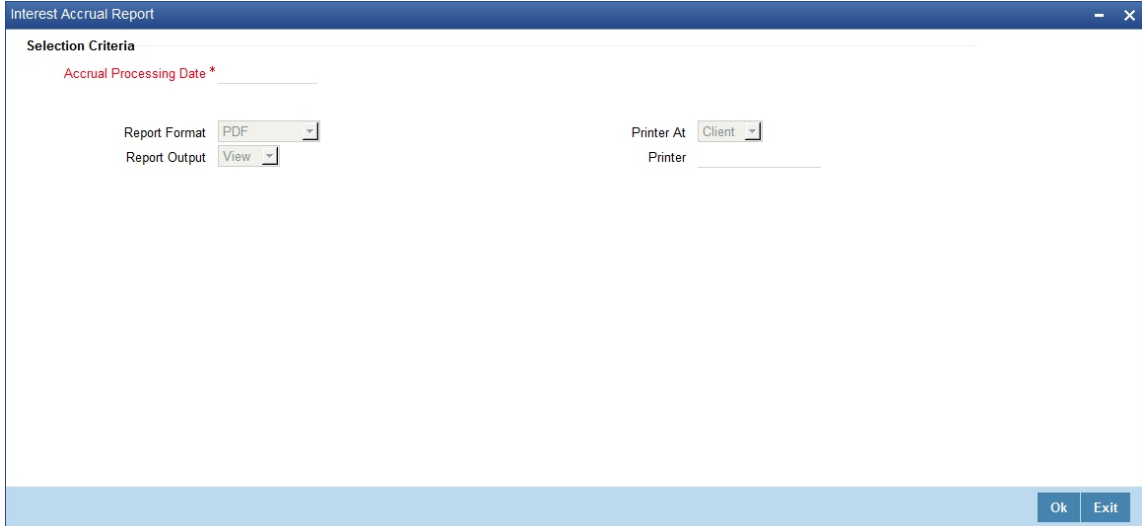 Interest Accrual Report
Selection Criteria
Accrual Processing Date *
Report Format PDF Printer At Client
Report Output View Printer
Ok Exit